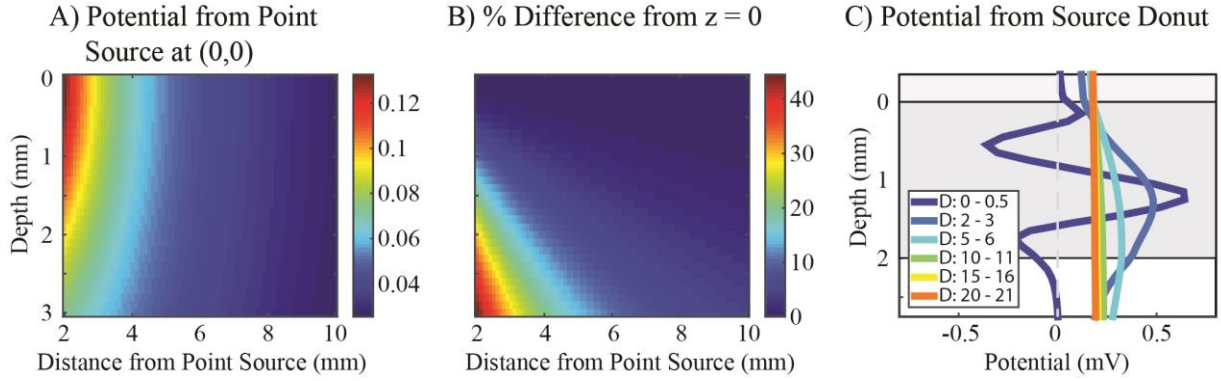 A) Potential from Point
Source at (0,0)
B) % Difference from z = 0
C) Potential from Source Donut
Depth (mm)
0
1
2
3
2
4
6
8
10
Distance from Point Source (mm)
0.12
0.1
0.08
0.06
0.04
2
4
6
8
10
Distance from Point Source (mm)
40
30
20
10
0
Depth (mm)
0
1
2
D: 0 - 0.5
D: 2 - 3
D: 5 - 6
D: 10 - 11
D: 15 - 16
D: 20 - 21
-0.5
0
0.5
Potential (mV)